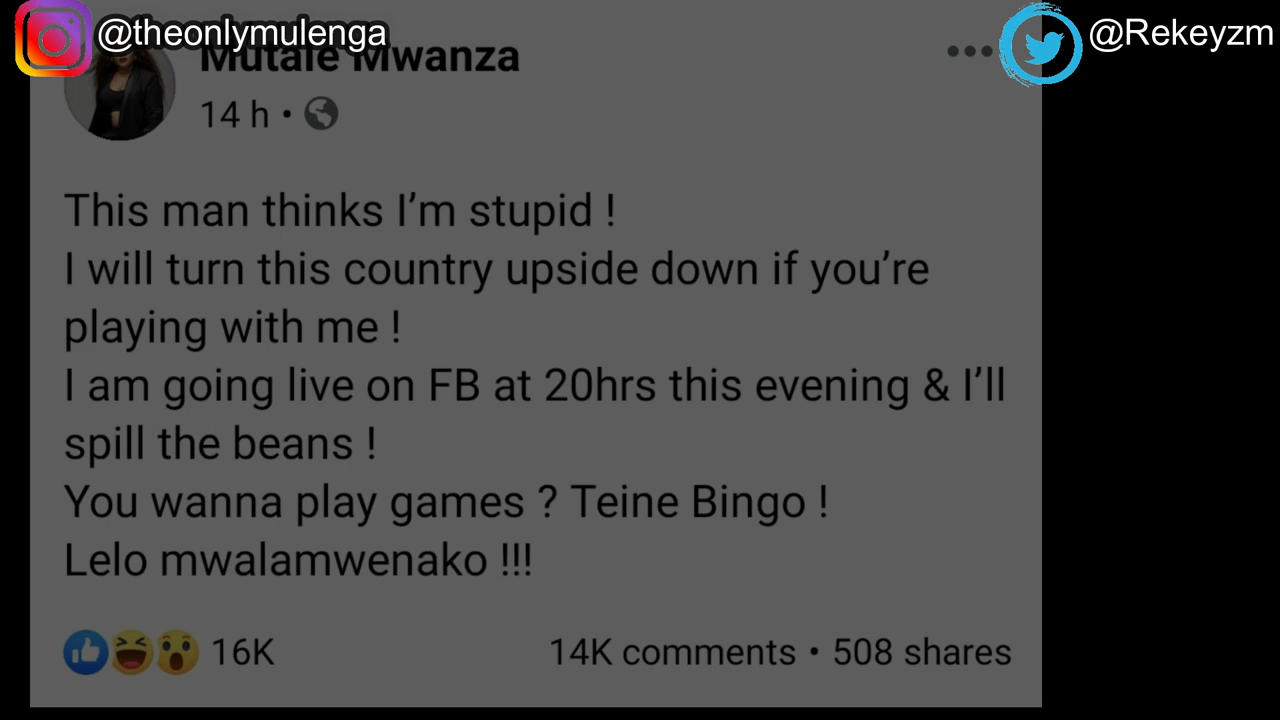 @theonlymulenga
@Rekeyzm
Mutale Mwanza
14 h •
This man thinks I’m stupid !
I will turn this country upside down if you’re
playing with me !
I am going live on FB at 20hrs this evening & I’ll
spill the beans !
You wanna play games ? Teine Bingo !
Lelo mwalamwenako !!!
16K
14K comments • 508 shares